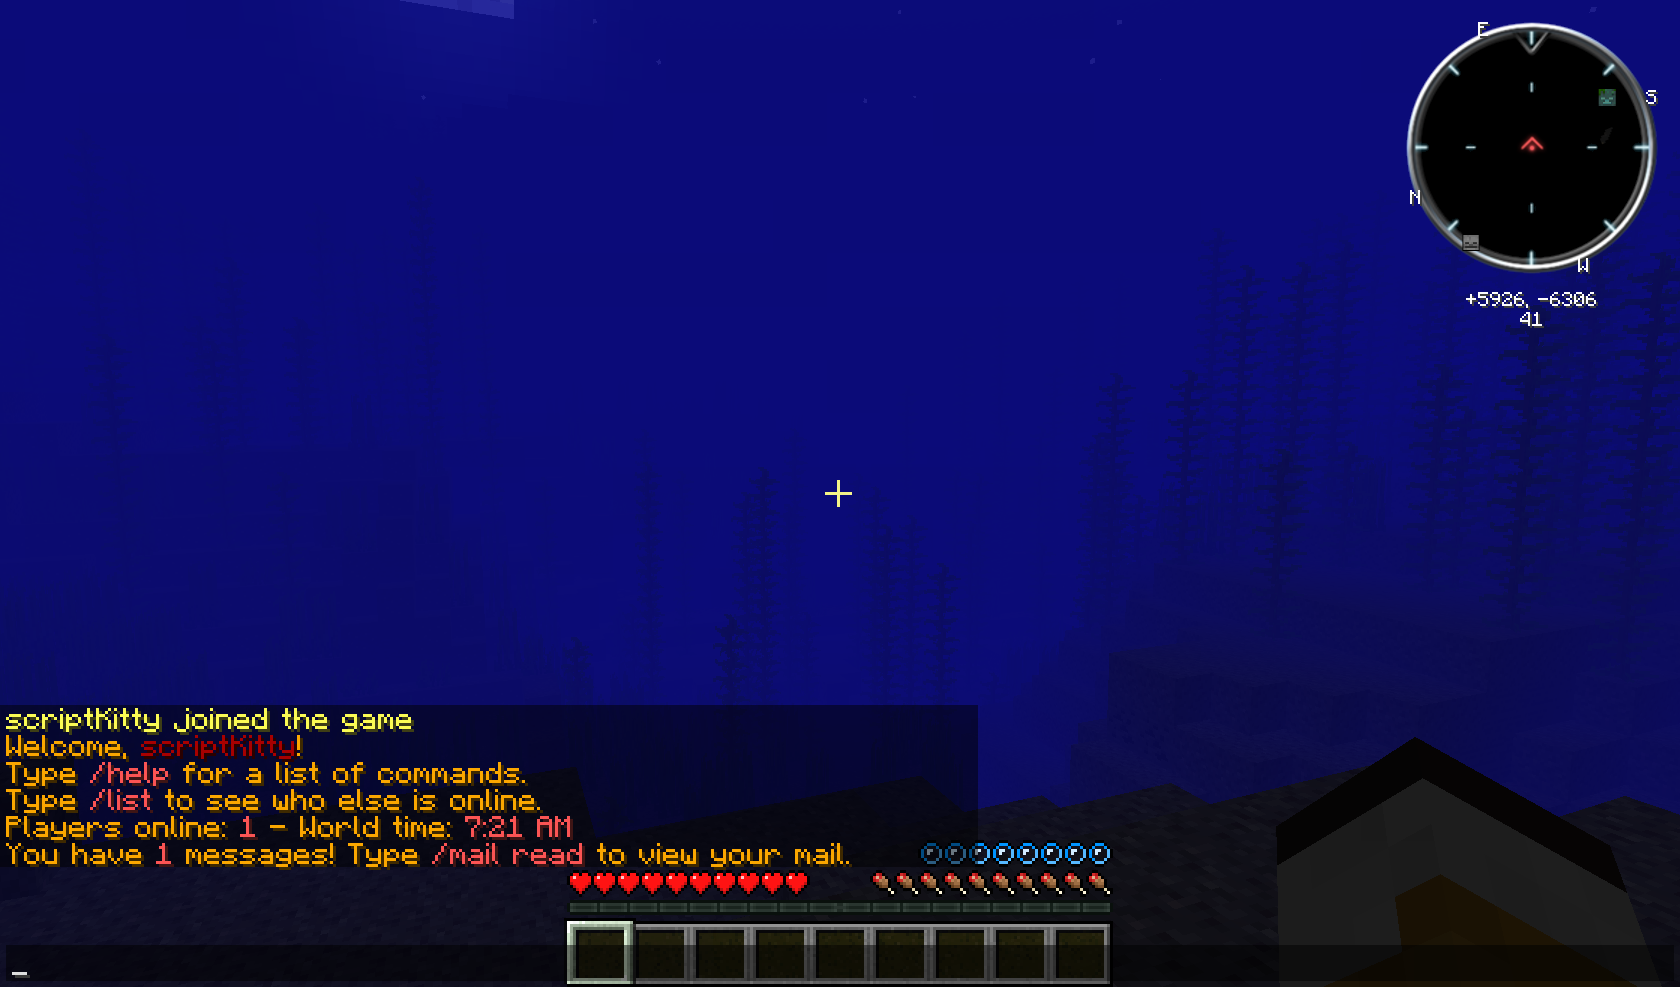 E
S
N
W
+5926, -6306
41
scriptKitty joined the game
Welcome, scriptKitty!
Type /help for a list of commands.
Type /list to see who else is online.
Players online: 1 - World time: 7:21 AM
You have 1 messages! Type /mail read to view your mail.
_